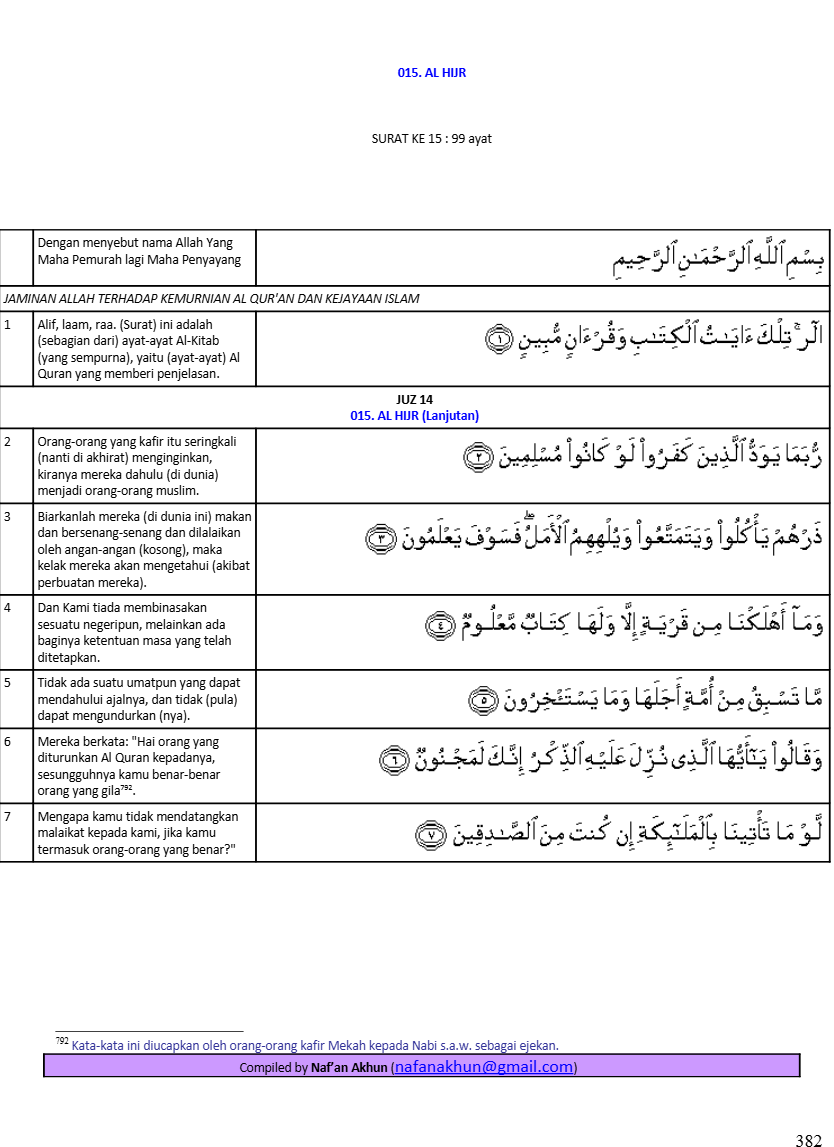 015. AL HIJR
SURAT KE 15 : 99 ayat
Dengan menyebut nama Allah Yang
Maha Pemurah lagi Maha Penyayang
بِسْمِ ٱللَّهِ ٱلرَّحْمَـٰنِ ٱلرَّحِيمِ
JAMINAN ALLAH TERHADAP KEMURNIAN AL QUR'AN DAN KEJAYAAN ISLAM
1
Alif, laam, raa. (Surat) ini adalah
(sebagian dari) ayat-ayat Al-Kitab
(yang sempurna), yaitu (ayat-ayat) Al
Quran yang memberi penjelasan.
الٓر ۚ تِلْكَ ءَايَـٰتُ ٱلْكِتَـٰبِ وَقُرْءَانٍ مُّبِينٍ ﴿١﴾
JUZ 14
015. AL HIJR (Lanjutan)
2
Orang-orang yang kafir itu seringkali
(nanti di akhirat) menginginkan,
kiranya mereka dahulu (di dunia)
menjadi orang-orang muslim.
رُّبَمَا يَوَدُّ ٱلَّذِينَ كَفَرُوا۟ لَوْ كَانُوا۟ مُسْلِمِينَ ﴿٢﴾
3
Biarkanlah mereka (di dunia ini) makan
dan bersenang-senang dan dilalaikan
oleh angan-angan (kosong), maka
kelak mereka akan mengetahui (akibat
perbuatan mereka).
ذَرْهُمْ يَأْكُلُوا۟ وَيَتَمَتَّعُوا۟ وَيُلْهِهِمُ ٱلْأَمَلُ ۖ فَسَوْفَ يَعْلَمُونَ ﴿٣﴾
4
Dan Kami tiada membinasakan
sesuatu negeripun, melainkan ada
baginya ketentuan masa yang telah
ditetapkan.
وَمَآ أَهْلَكْنَا مِن قَرْيَةٍ إِلَّا وَلَهَا كِتَابٌ مَّعْلُومٌ ﴿٤﴾
5
Tidak ada suatu umatpun yang dapat
mendahului ajalnya, dan tidak (pula)
dapat mengundurkan (nya).
مَّا تَسْبِقُ مِنْ أُمَّةٍ أَجَلَهَا وَمَا يَسْتَـْٔخِرُونَ ﴿٥﴾
6
Mereka berkata: "Hai orang yang
diturunkan Al Quran kepadanya,
sesungguhnya kamu benar-benar
orang yang gila⁷⁹².
وَقَالُوا۟ يَـٰٓأَيُّهَا ٱلَّذِى نُزِّلَ عَلَيْهِ ٱلذِّكْرُ إِنَّكَ لَمَجْنُونٌ ﴿٦﴾
7
Mengapa kamu tidak mendatangkan
malaikat kepada kami, jika kamu
termasuk orang-orang yang benar?"
لَّوْ مَا تَأْتِينَا بِٱلْمَلَـٰٓئِكَةِ إِن كُنتَ مِنَ ٱلصَّـٰدِقِينَ ﴿٧﴾
⁷⁹² Kata-kata ini diucapkan oleh orang-orang kafir Mekah kepada Nabi s.a.w. sebagai ejekan.
Compiled by Naf'an Akhun (nafanakhun@gmail.com)
382